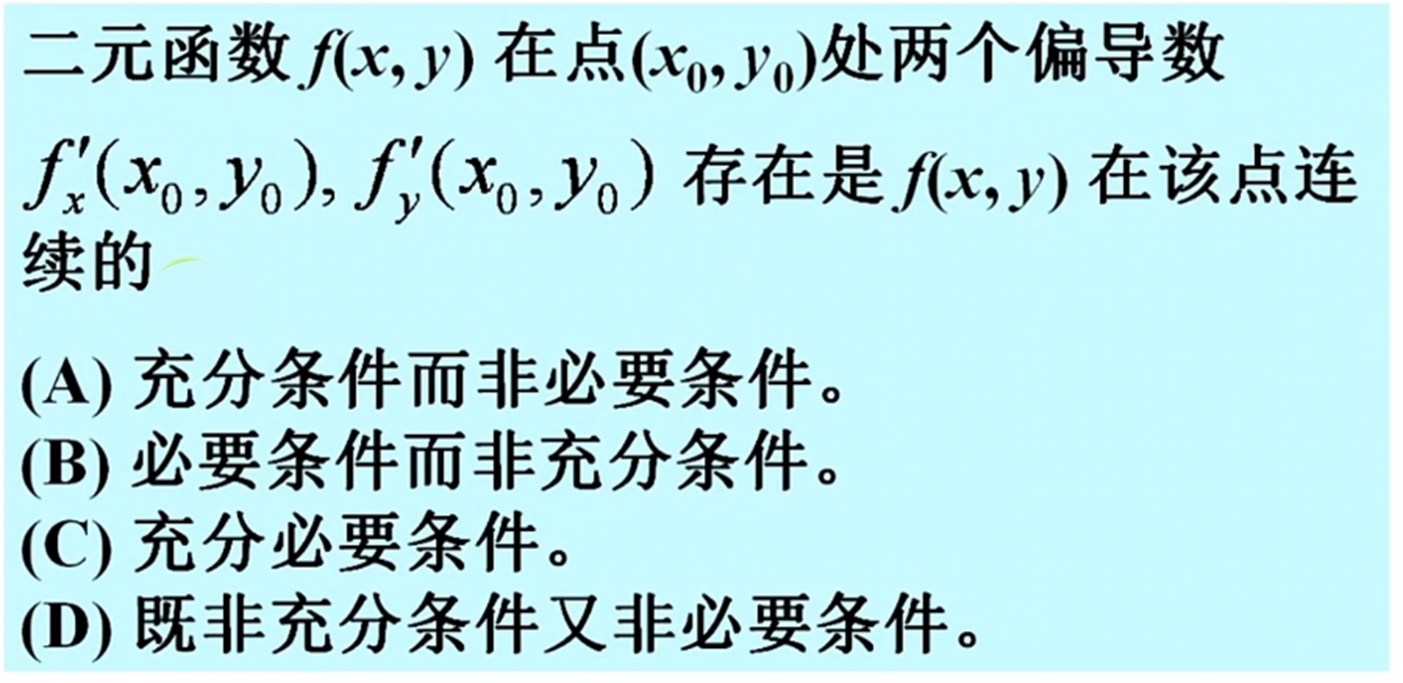 二元函数 f(x, y) 在点(x₀, y₀)处两个偏导数
f′ₓ(x₀, y₀), f′ᵧ(x₀, y₀) 存在是 f(x, y) 在该点连
续的
(A) 充分条件而非必要条件。
(B) 必要条件而非充分条件。
(C) 充分必要条件。
(D) 既非充分条件又非必要条件。